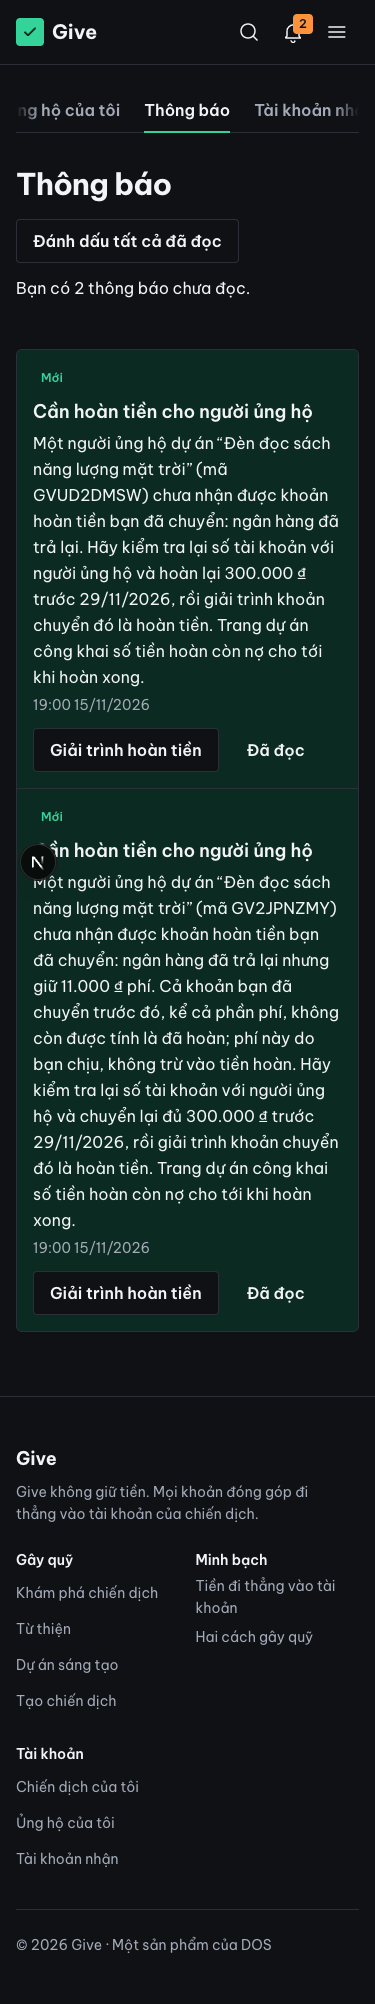 Give
2
ng hộ của tôi
Thông báo
Tài khoản nh
Thông báo
Đánh dấu tất cả đã đọc
Bạn có 2 thông báo chưa đọc.
Mới
Cần hoàn tiền cho người ủng hộ
Một người ủng hộ dự án “Đèn đọc sách
năng lượng mặt trời” (mã
GVUD2DMSW) chưa nhận được khoản
hoàn tiền bạn đã chuyển: ngân hàng đã
trả lại. Hãy kiểm tra lại số tài khoản với
người ủng hộ và hoàn lại 300.000 ₫
trước 29/11/2026, rồi giải trình khoản
chuyển đó là hoàn tiền. Trang dự án
công khai số tiền hoàn còn nợ cho tới
khi hoàn xong.
19:00 15/11/2026
Giải trình hoàn tiền
Đã đọc
Mới
ần hoàn tiền cho người ủng hộ
N
Một người ủng hộ dự án “Đèn đọc sách
năng lượng mặt trời” (mã GV2JPNZMY)
chưa nhận được khoản hoàn tiền bạn
đã chuyển: ngân hàng đã trả lại nhưng
giữ 11.000 ₫ phí. Cả khoản bạn đã
chuyển trước đó, kể cả phần phí, không
còn được tính là đã hoàn; phí này do
bạn chịu, không trừ vào tiền hoàn. Hãy
kiểm tra lại số tài khoản với người ủng
hộ và chuyển lại đủ 300.000 ₫ trước
29/11/2026, rồi giải trình khoản chuyển
đó là hoàn tiền. Trang dự án công khai
số tiền hoàn còn nợ cho tới khi hoàn
xong.
19:00 15/11/2026
Giải trình hoàn tiền
Đã đọc
Give
Give không giữ tiền. Mọi khoản đóng góp đi
thẳng vào tài khoản của chiến dịch.
Gây quỹ
Khám phá chiến dịch
Từ thiện
Dự án sáng tạo
Tạo chiến dịch
Minh bạch
Tiền đi thẳng vào tài
khoản
Hai cách gây quỹ
Tài khoản
Chiến dịch của tôi
Ủng hộ của tôi
Tài khoản nhận
© 2026 Give · Một sản phẩm của DOS